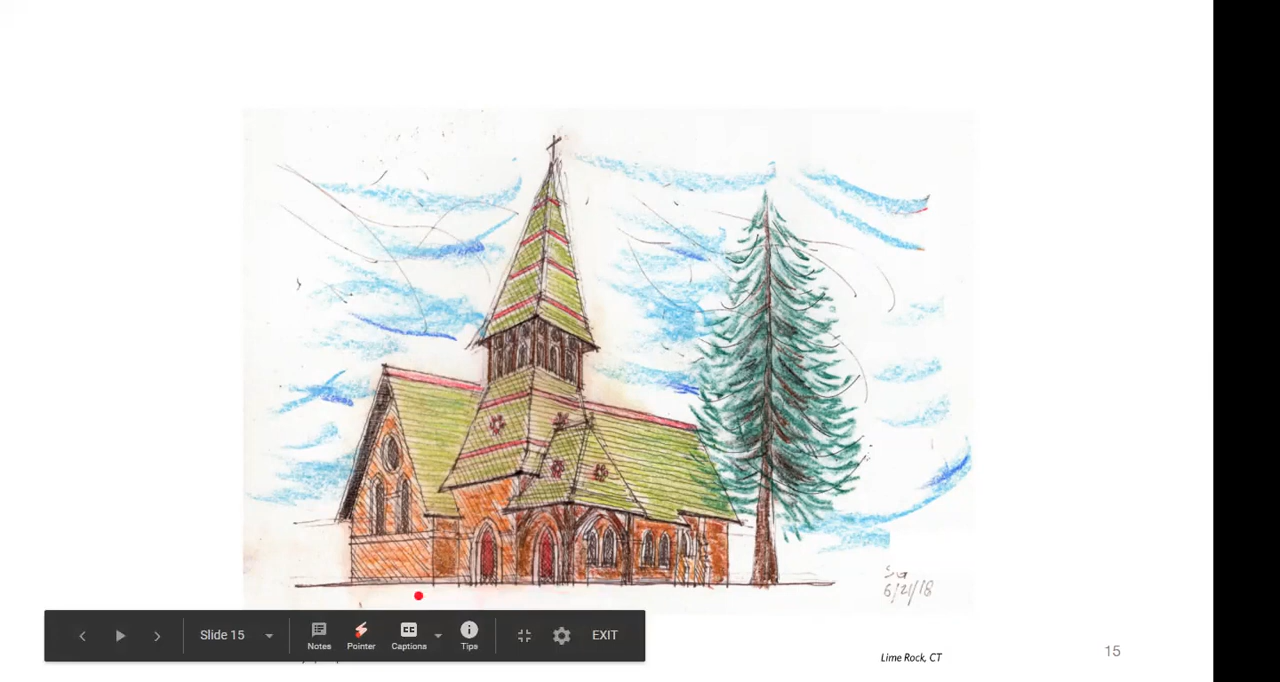 6/21/18
Slide 15
Notes
Pointer
Captions
Tips
EXIT
Lime Rock, CT
15